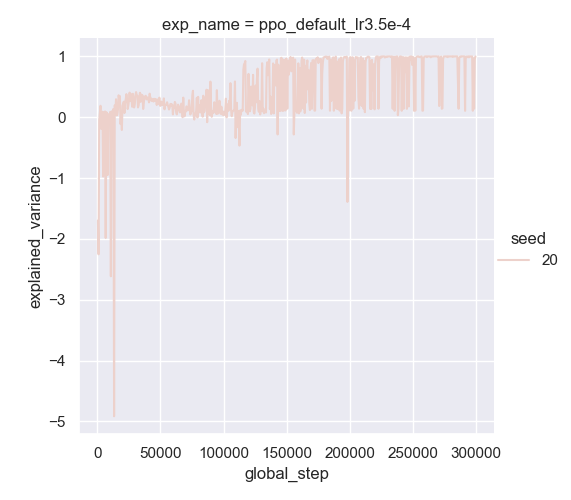 exp_name = ppo_default_lr3.5e-4
1
0
−1
−2
−3
−4
−5
explained_variance
0 50000 100000 150000 200000 250000 300000
global_step
seed
20